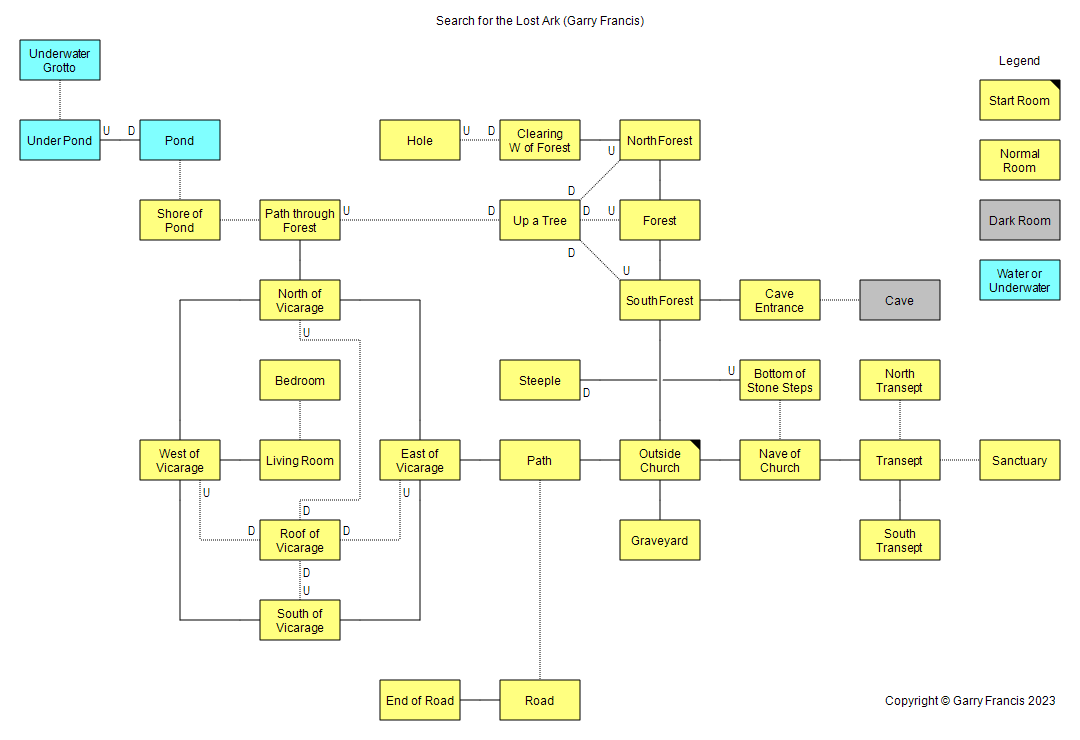 Search for the Lost Ark (Garry Francis)
Underwater
Grotto
Legend
Start Room
Under Pond
U
D
Pond
Hole
U
D
Clearing
W of Forest
North Forest
U
Normal
Room
D
Shore of
Pond
Path through
Forest
U
D
Up a Tree
D
U
Forest
Dark Room
D
U
North of
Vicarage
South Forest
Cave
Entrance
Cave
Water or
Underwater
U
Bedroom
Steeple
D
U
Bottom of
Stone Steps
North
Transept
West of
Vicarage
Living Room
East of
Vicarage
Path
Outside
Church
Nave of
Church
Transept
Sanctuary
U
U
D
D
Roof of
Vicarage
D
Graveyard
South
Transept
D
U
South of
Vicarage
End of Road
Road
Copyright © Garry Francis 2023